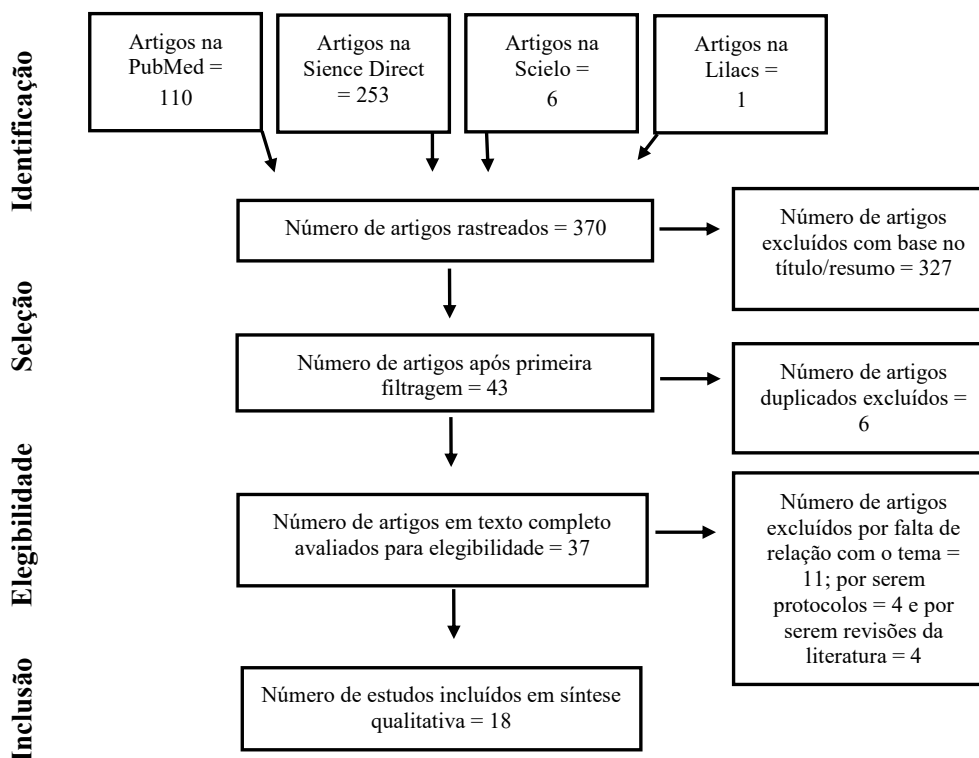 Identificação
Artigos na
PubMed =
110
Artigos na
Sience Direct
= 253
Artigos na
Scielo =
6
Artigos na
Lilacs =
1
Número de artigos rastreados = 370
Número de artigos
excluídos com base no
título/resumo = 327
Seleção
Número de artigos após primeira
filtragem = 43
Número de artigos
duplicados excluídos =
6
Elegibilidade
Número de artigos em texto completo
avaliados para elegibilidade = 37
Número de artigos
excluídos por falta de
relação com o tema =
11; por serem
protocolos = 4 e por
serem revisões da
literatura = 4
Inclusão
Número de estudos incluídos em síntese
qualitativa = 18